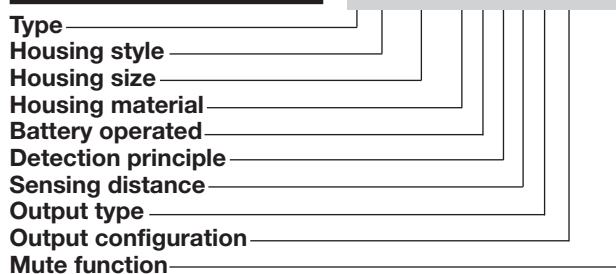 Type
Housing style
Housing size
Housing material
Battery operated
Detection principle
Sensing distance
Output type
Output configuration
Mute function